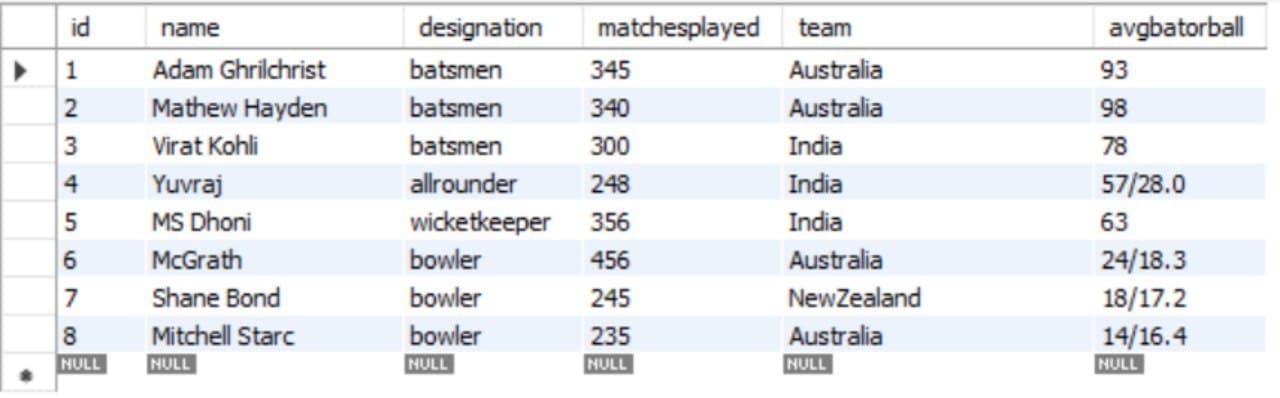 id name designation matchesplayed team avgbatorball
1 Adam Ghrilchrist batsmen 345 Australia 93
2 Mathew Hayden batsmen 340 Australia 98
3 Virat Kohli batsmen 300 India 78
4 Yuvraj allrounder 248 India 57/28.0
5 MS Dhoni wicketkeeper 356 India 63
6 McGrath bowler 456 Australia 24/18.3
7 Shane Bond bowler 245 NewZealand 18/17.2
8 Mitchell Starc bowler 235 Australia 14/16.4
NULL NULL NULL NULL NULL NULL